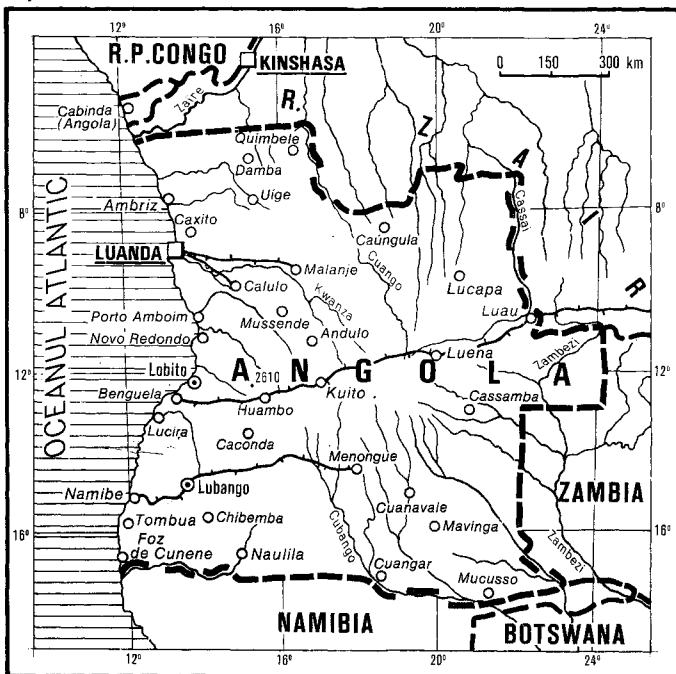 16° 20° 24°
R.P. CONGO
KINSHASA
0 150 300 km
Cabinda
(Angola)
Zaire
R. Z A I R
Quimbele
Damba
Uige
Ambriz
8° 8°
Caxito
Caúngula
Cassai
Cuango
LUANDA
Malanje
Lucapa
Calulo
Kwanza
Porto Amboim
Mussende
Luau
Novo Redondo
Andulo
Luena
Zambezi
Lobito
ANGOLA
.2610
12° 12°
Kuito
Benguela
Huambo
Cassamba
Lucira
Caconda
OCEANUL ATLANTIC
Menongue
Lubango
ZAMBIA
Namibe
Cuanavale
Tombua
Chibemba
Mavinga
16° 16°
Foz
de Cunene
Naulila
Cubango
Zambezi
Cuangar
Mucusso
NAMIBIA
BOTSWANA
12° 16° 20° 24°